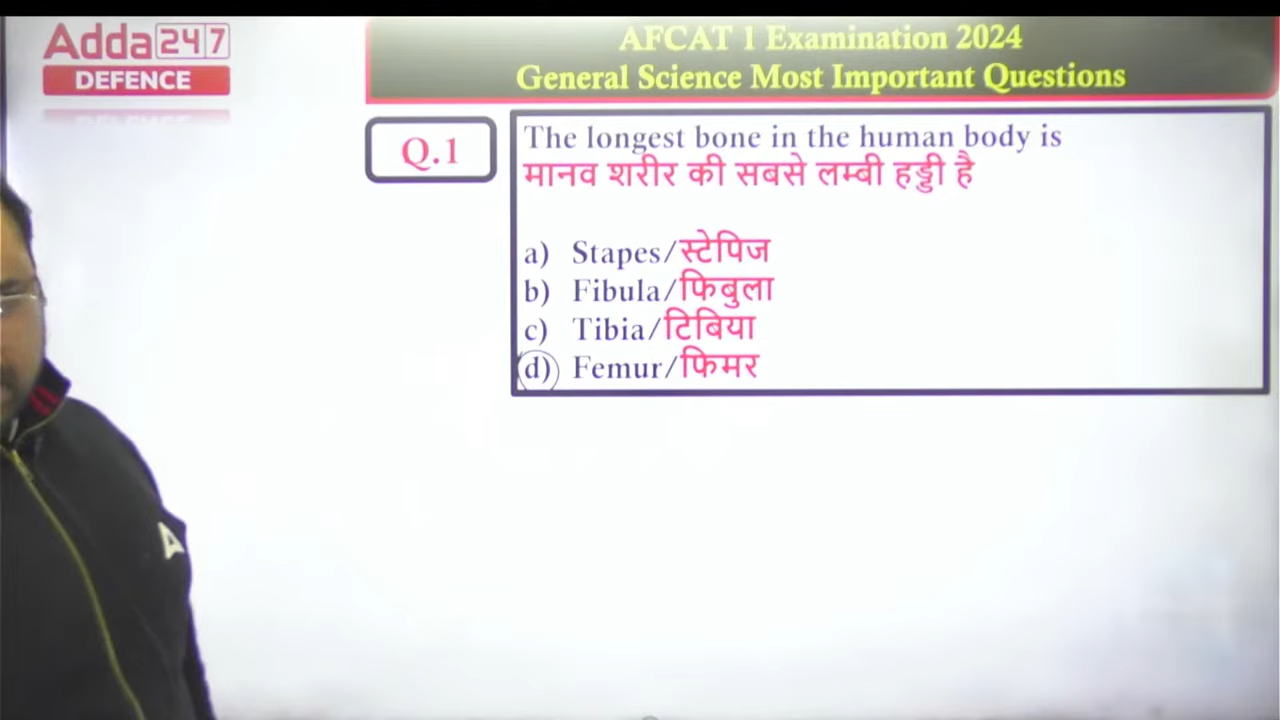 Adda247
DEFENCE
AFCAT 1 Examination 2024
General Science Most Important Questions
Q.1
The longest bone in the human body is
मानव शरीर की सबसे लम्बी हड्डी है
a) Stapes/स्टेपिज
b) Fibula/फिबुला
c) Tibia/टिबिया
d) Femur/फिमर
A